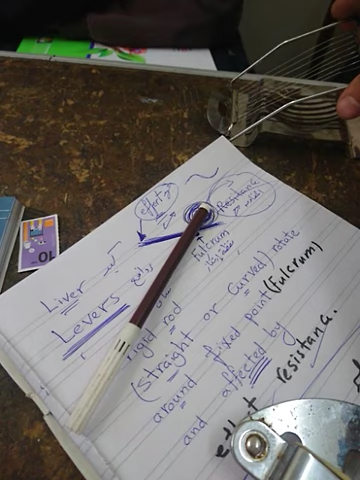 effort
Resistance
Fulcrum
Liver
Levers روافع
rigid rod
(straight or curved) rotate
around fixed point (Fulcrum)
and affected by
resistance.
10